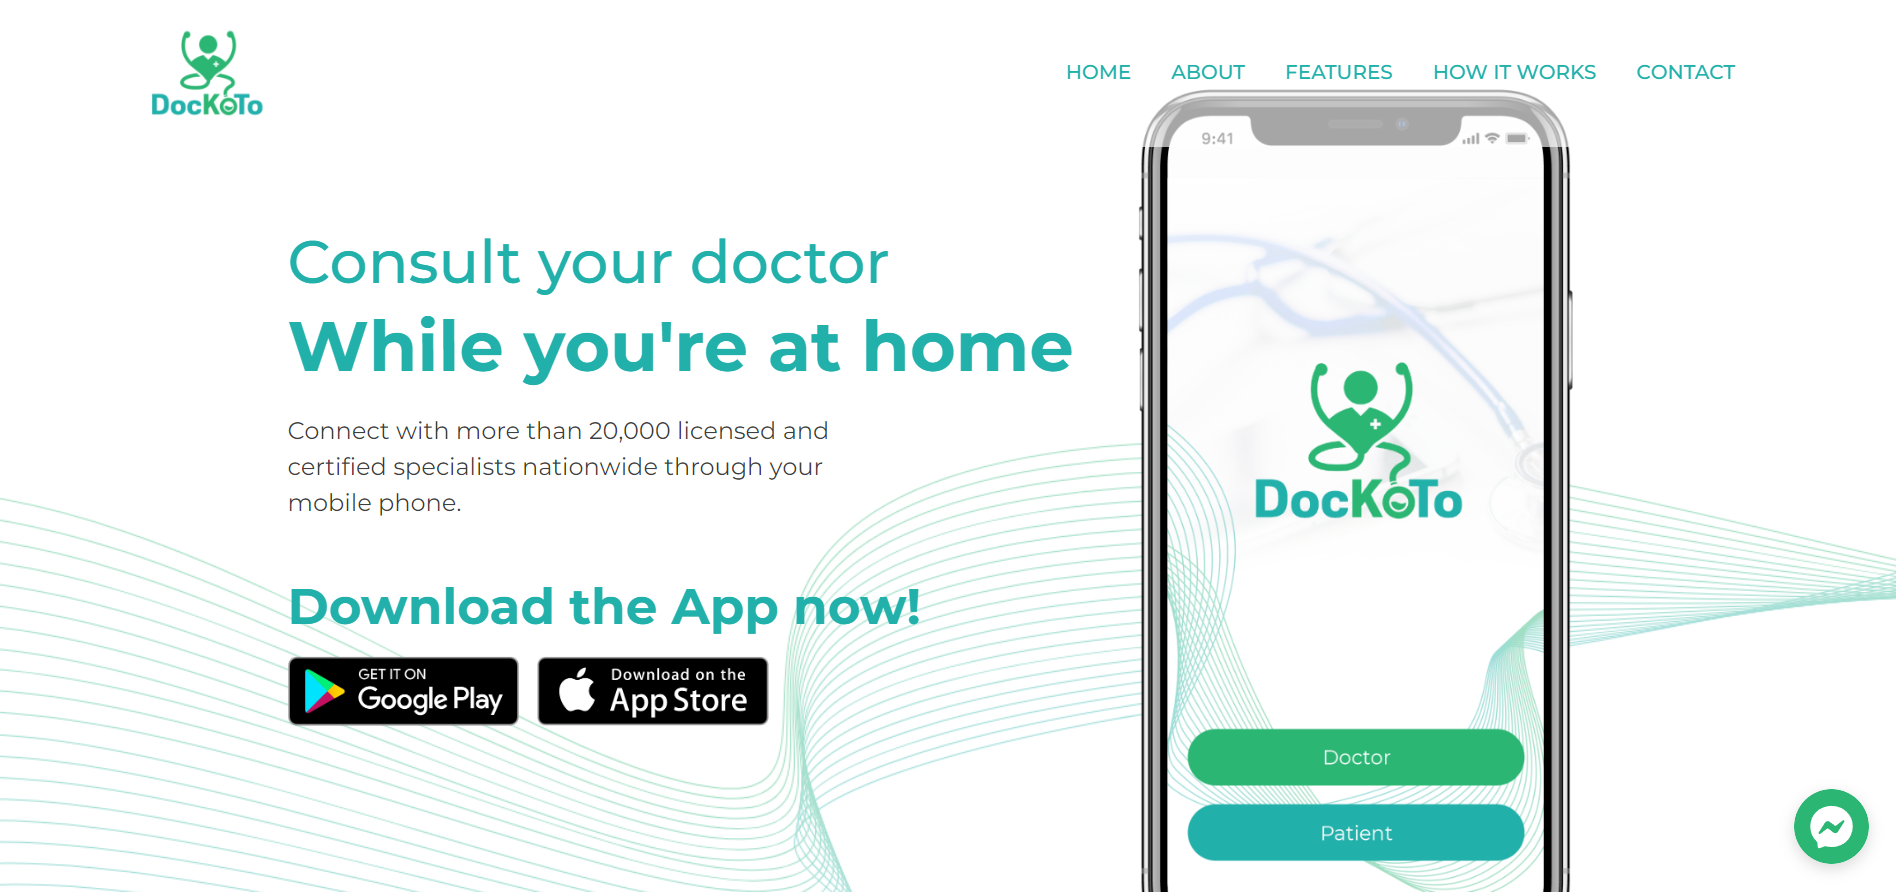 DocKoTo
HOME ABOUT FEATURES HOW IT WORKS CONTACT
9:41
Consult your doctor
While you're at home
Connect with more than 20,000 licensed and
certified specialists nationwide through your
mobile phone.
Download the App now!
GET IT ON
Google Play
Download on the
App Store
DocKoTo
Doctor
Patient